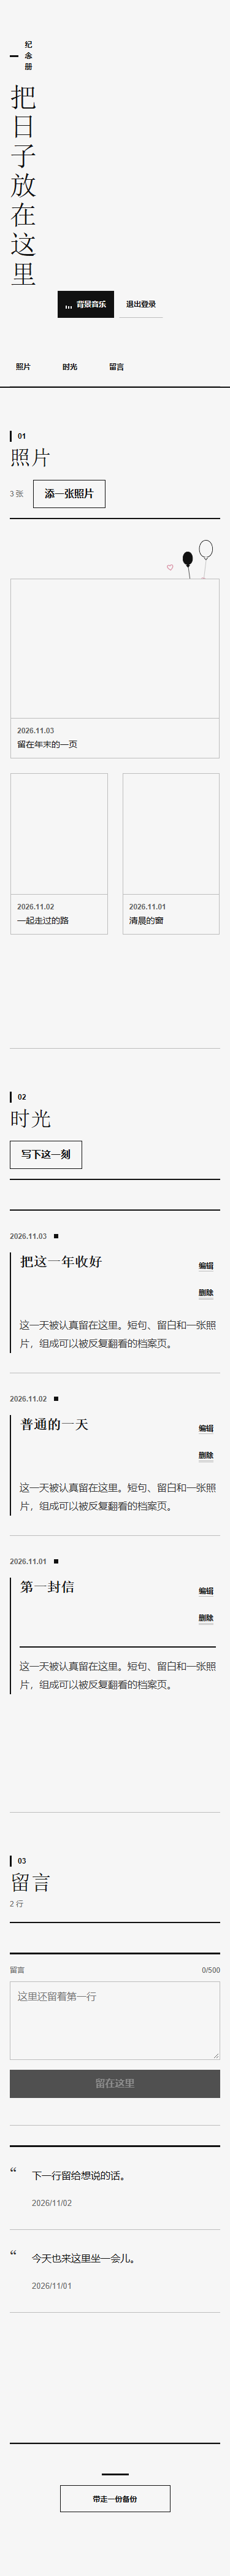 纪念册
把日子放在这里
背景音乐 退出登录
照片 时光 留言
01
照片
3 张 添一张照片
2026.11.03
留在年末的一页
2026.11.02
一起走过的路
2026.11.01
清晨的窗
02
时光
写下这一刻
2026.11.03
把这一年收好
编辑
删除
这一天被认真留在这里。短句、留白和一张照
片，组成可以被反复翻看的档案页。
2026.11.02
普通的一天
编辑
删除
这一天被认真留在这里。短句、留白和一张照
片，组成可以被反复翻看的档案页。
2026.11.01
第一封信
编辑
删除
这一天被认真留在这里。短句、留白和一张照
片，组成可以被反复翻看的档案页。
03
留言
2 行
留言 0/500
这里还留着第一行
留在这里
“ 下一行留给想说的话。
2026/11/02
“ 今天也来这里坐一会儿。
2026/11/01
带走一份备份